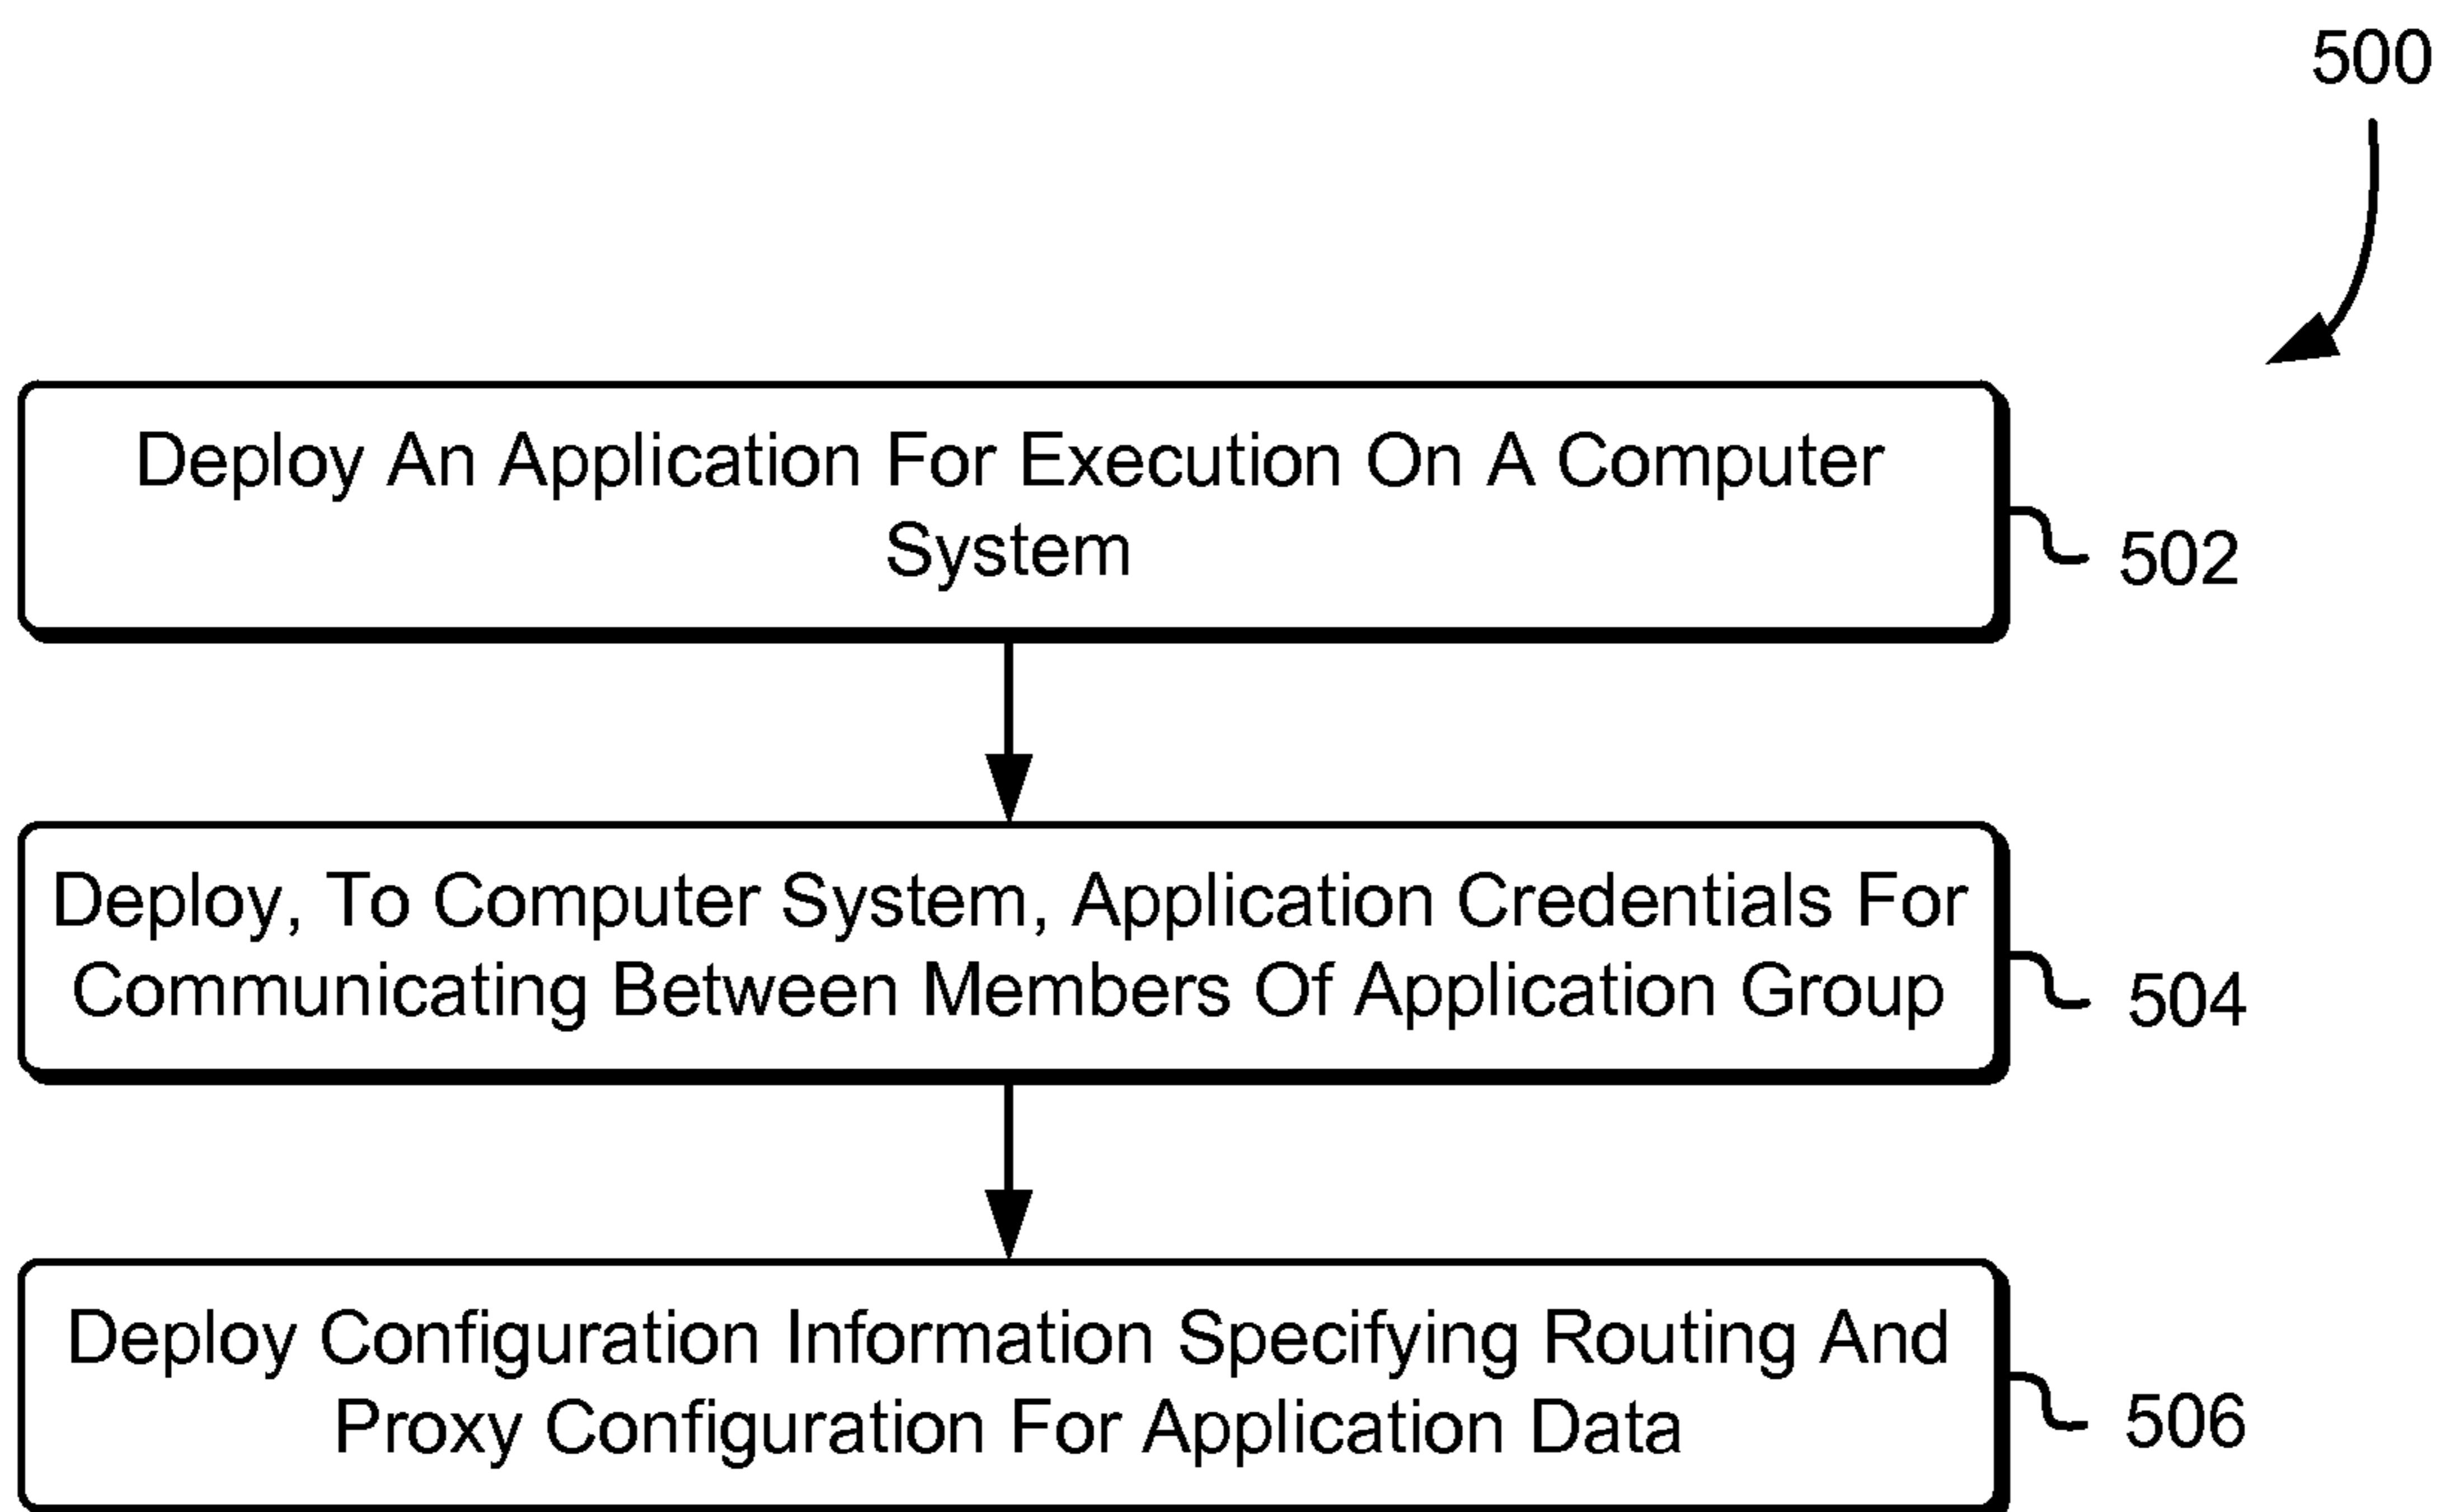 500
Deploy An Application For Execution On A Computer
System
502
Deploy, To Computer System, Application Credentials For
Communicating Between Members Of Application Group
504
Deploy Configuration Information Specifying Routing And
Proxy Configuration For Application Data
506